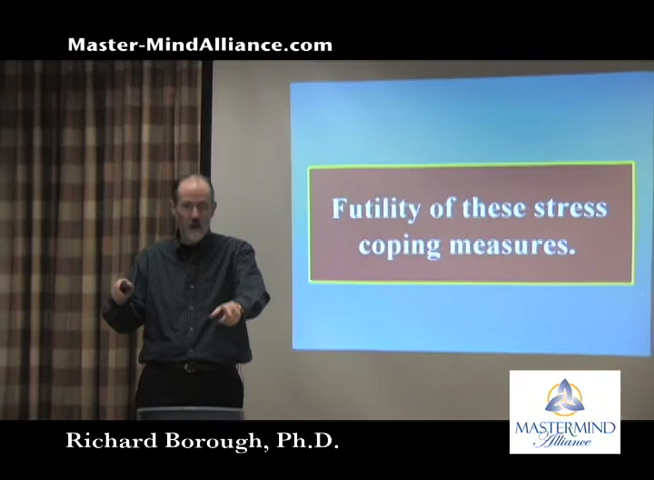 Master-MindAlliance.com
Futility of these stress
coping measures.
Richard Borough, Ph.D.
MASTERMIND
Alliance